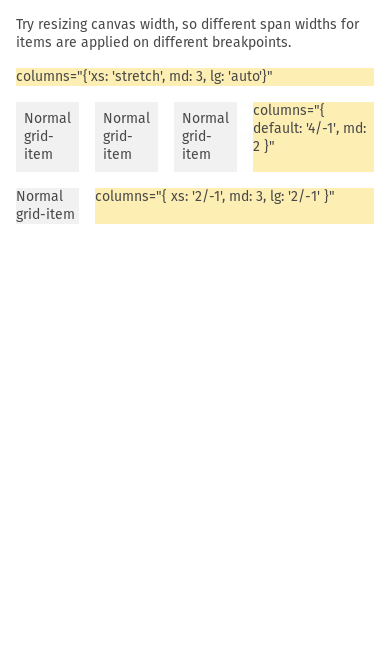 Try resizing canvas width, so different span widths for
items are applied on different breakpoints.
columns="{'xs: 'stretch', md: 3, lg: 'auto'}"
Normal
grid-
item
Normal
grid-
item
Normal
grid-
item
columns="{
default: '4/-1', md:
2 }"
Normal
grid-item
columns="{ xs: '2/-1', md: 3, lg: '2/-1' }"